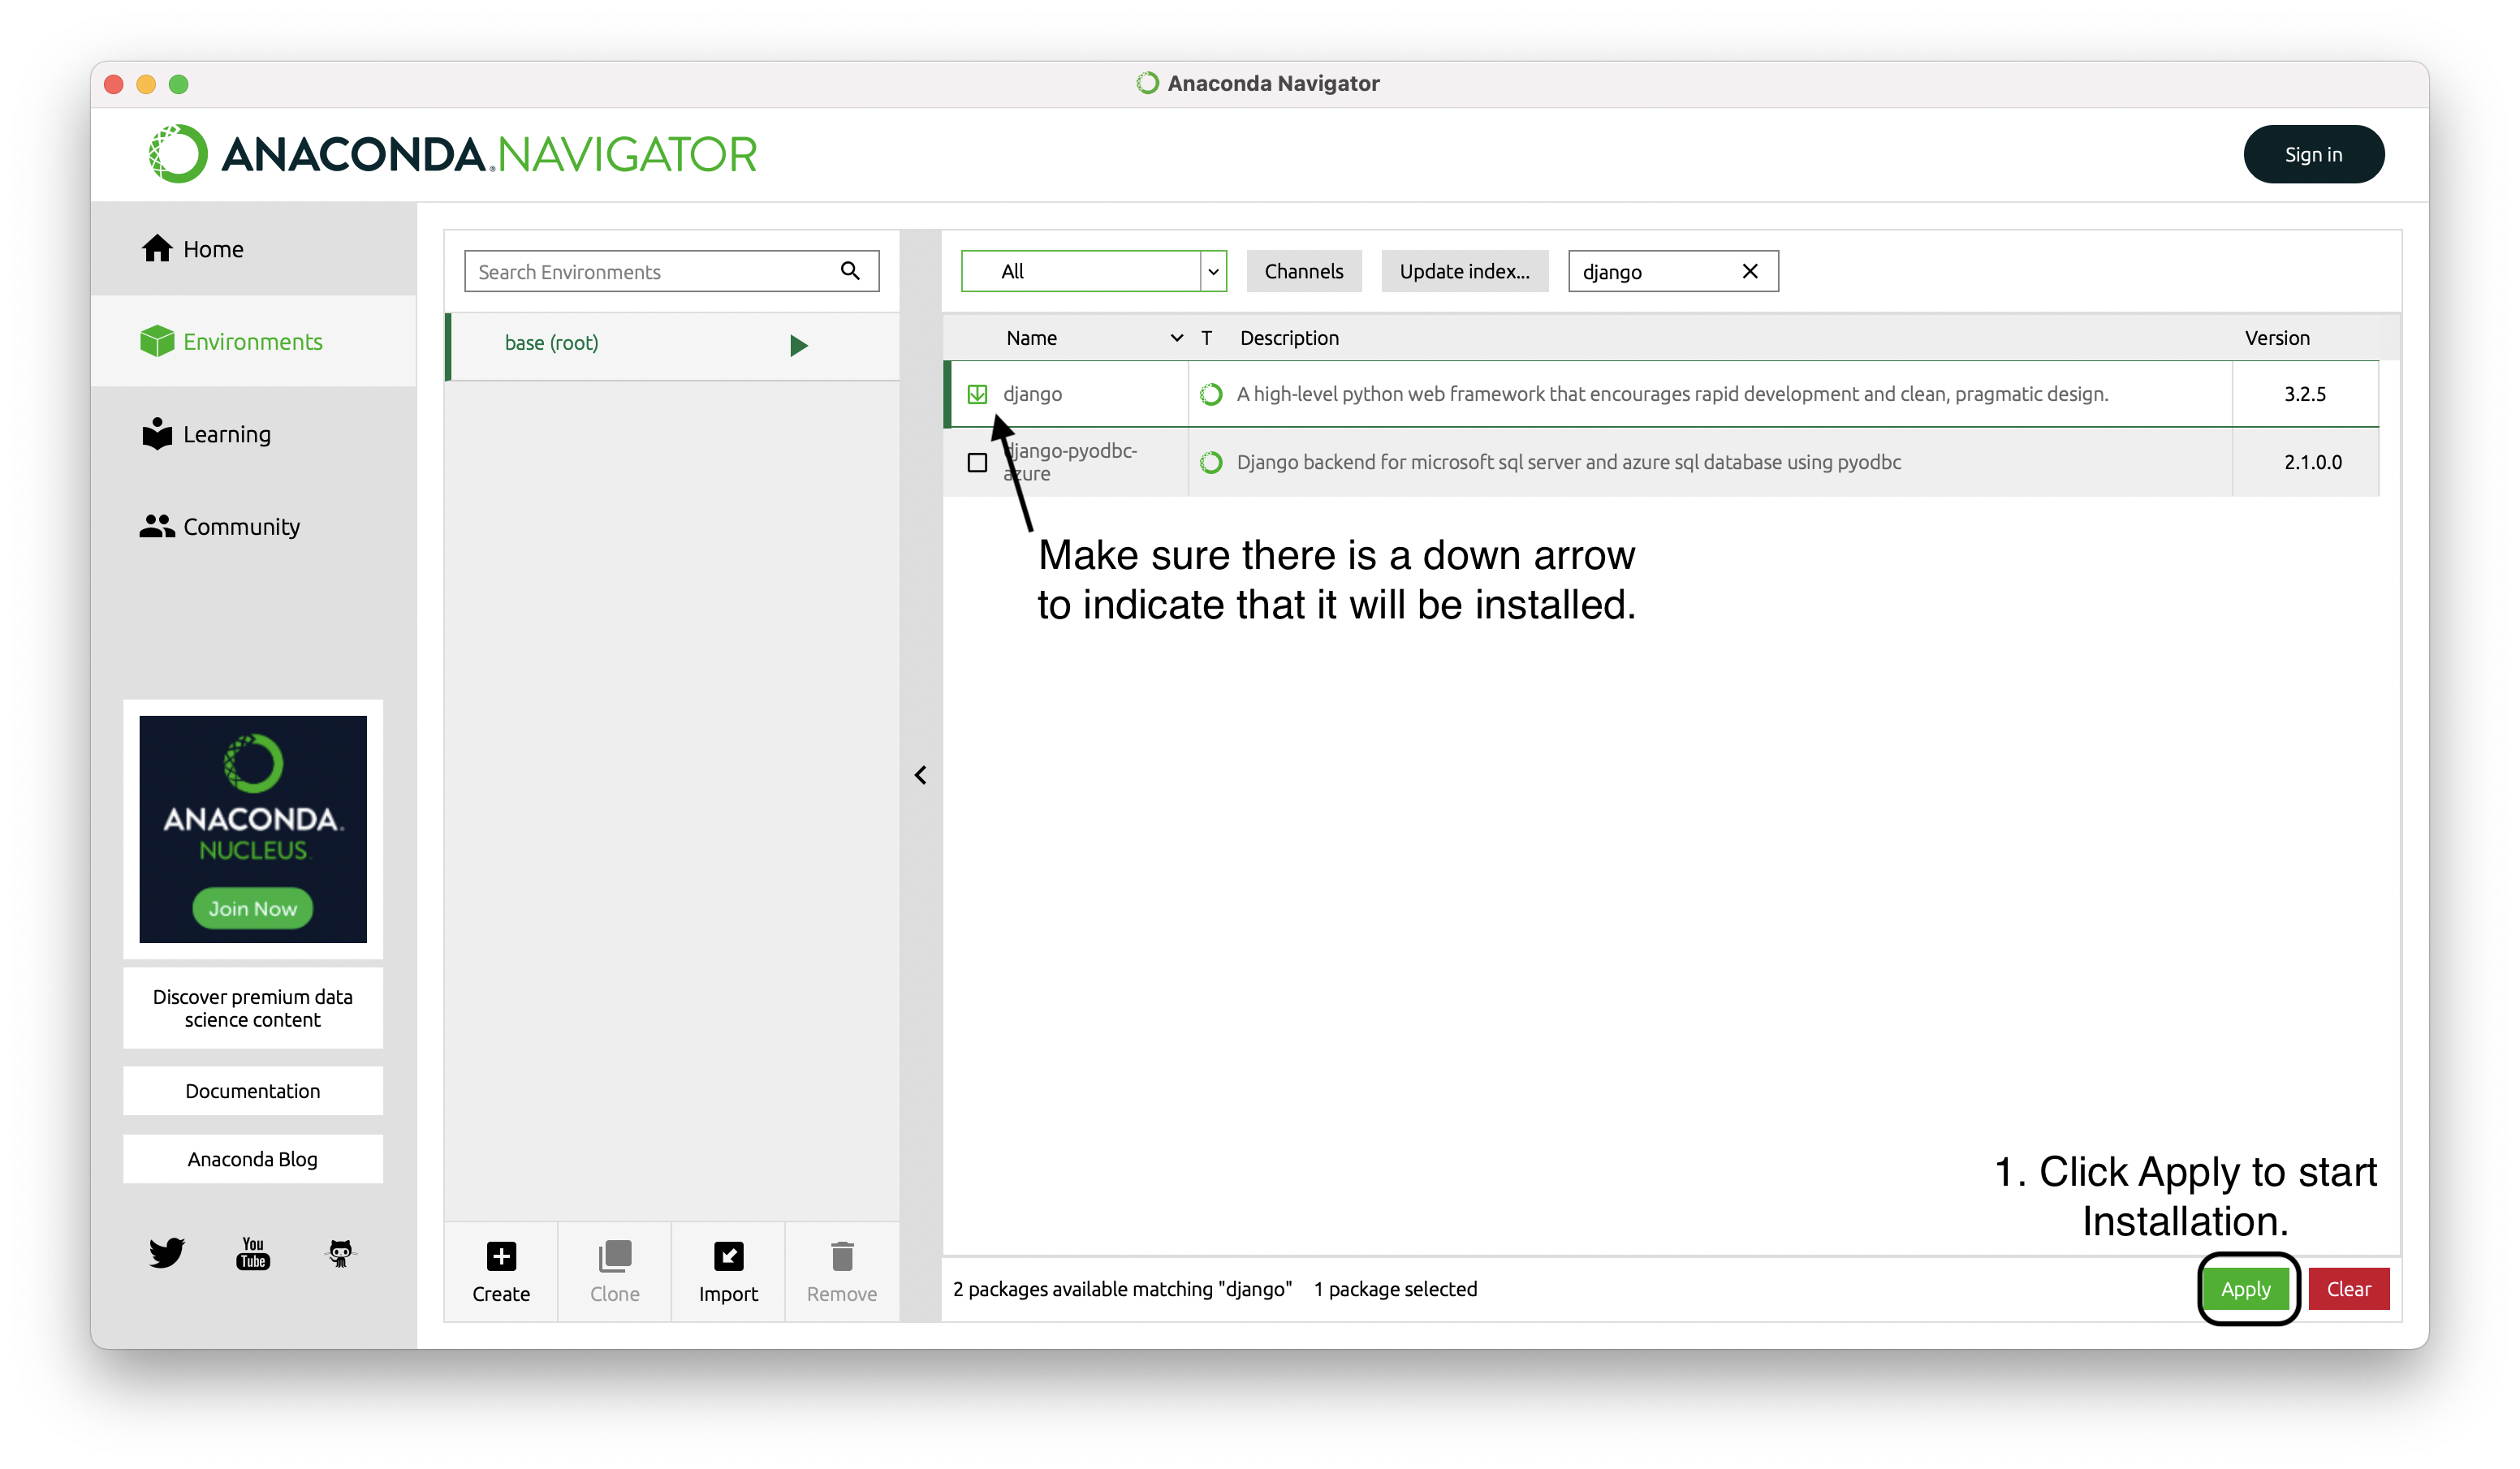 Anaconda Navigator
ANACONDA.NAVIGATOR
Sign in
Home
Environments
Learning
Community
ANACONDA.
NUCLEUS
Join Now
Discover premium data
science content
Documentation
Anaconda Blog
You
Tube
Search Environments
base (root)
Create
Clone
Import
Remove
All
Channels
Update index...
django
Name
T
Description
Version
django
A high-level python web framework that encourages rapid development and clean, pragmatic design.
3.2.5
django-pyodbc-
azure
Django backend for microsoft sql server and azure sql database using pyodbc
2.1.0.0
Make sure there is a down arrow
to indicate that it will be installed.
1. Click Apply to start
Installation.
2 packages available matching "django" 1 package selected
Apply
Clear